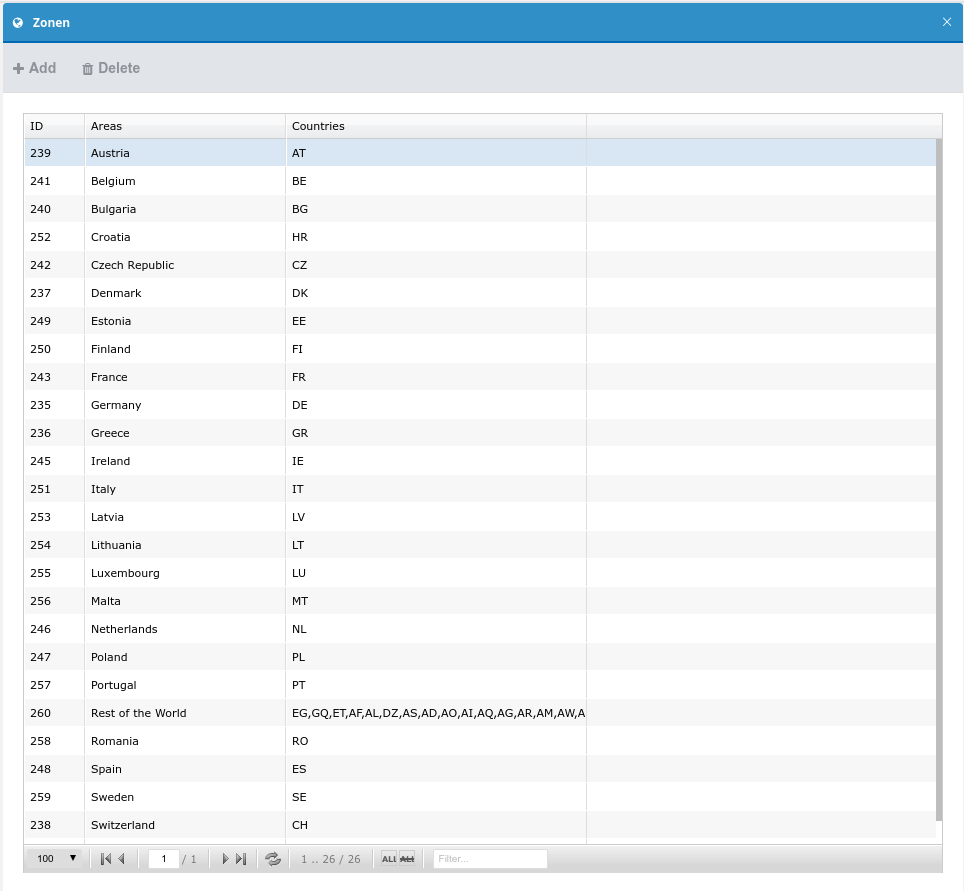 Zonen
Add Delete
ID Areas Countries
239 Austria AT
241 Belgium BE
240 Bulgaria BG
252 Croatia HR
242 Czech Republic CZ
237 Denmark DK
249 Estonia EE
250 Finland FI
243 France FR
235 Germany DE
236 Greece GR
245 Ireland IE
251 Italy IT
253 Latvia LV
254 Lithuania LT
255 Luxembourg LU
256 Malta MT
246 Netherlands NL
247 Poland PL
257 Portugal PT
260 Rest of the World EG,GQ,ET,AF,AL,DZ,AS,AD,AO,AI,AQ,AG,AR,AM,AW,A
258 Romania RO
248 Spain ES
259 Sweden SE
238 Switzerland CH
100 1 / 1 1 .. 26 / 26 ALL ALL Filter...